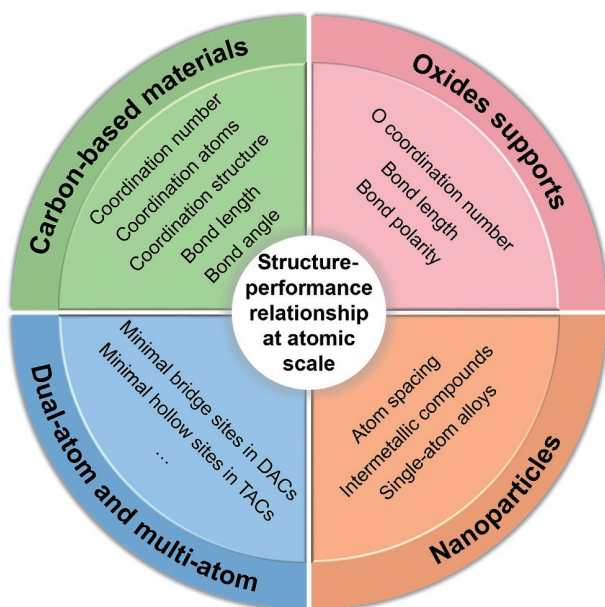 Carbon-based materials
Coordination number
Coordination atoms
Coordination structure
Bond length
Bond angle
Oxides supports
O coordination number
Bond length
Bond polarity
Structure-
performance
relationship
at atomic
scale
Dual-atom and multi-atom
Minimal bridge sites in DACs
Minimal hollow sites in TACs
...
Nanoparticles
Atom spacing
Intermetallic compounds
Single-atom alloys